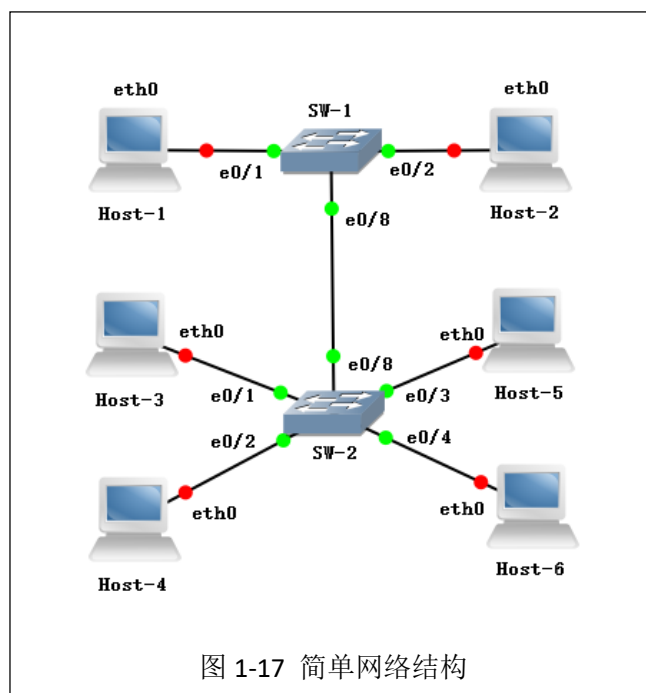 eth0
SW-1
eth0
e0/1
e0/2
Host-1
Host-2
e0/8
eth0
eth0
e0/8
Host-3
e0/1
e0/3
Host-5
e0/2
e0/4
SW-2
eth0
eth0
Host-4
Host-6
图 1-17 简单网络结构